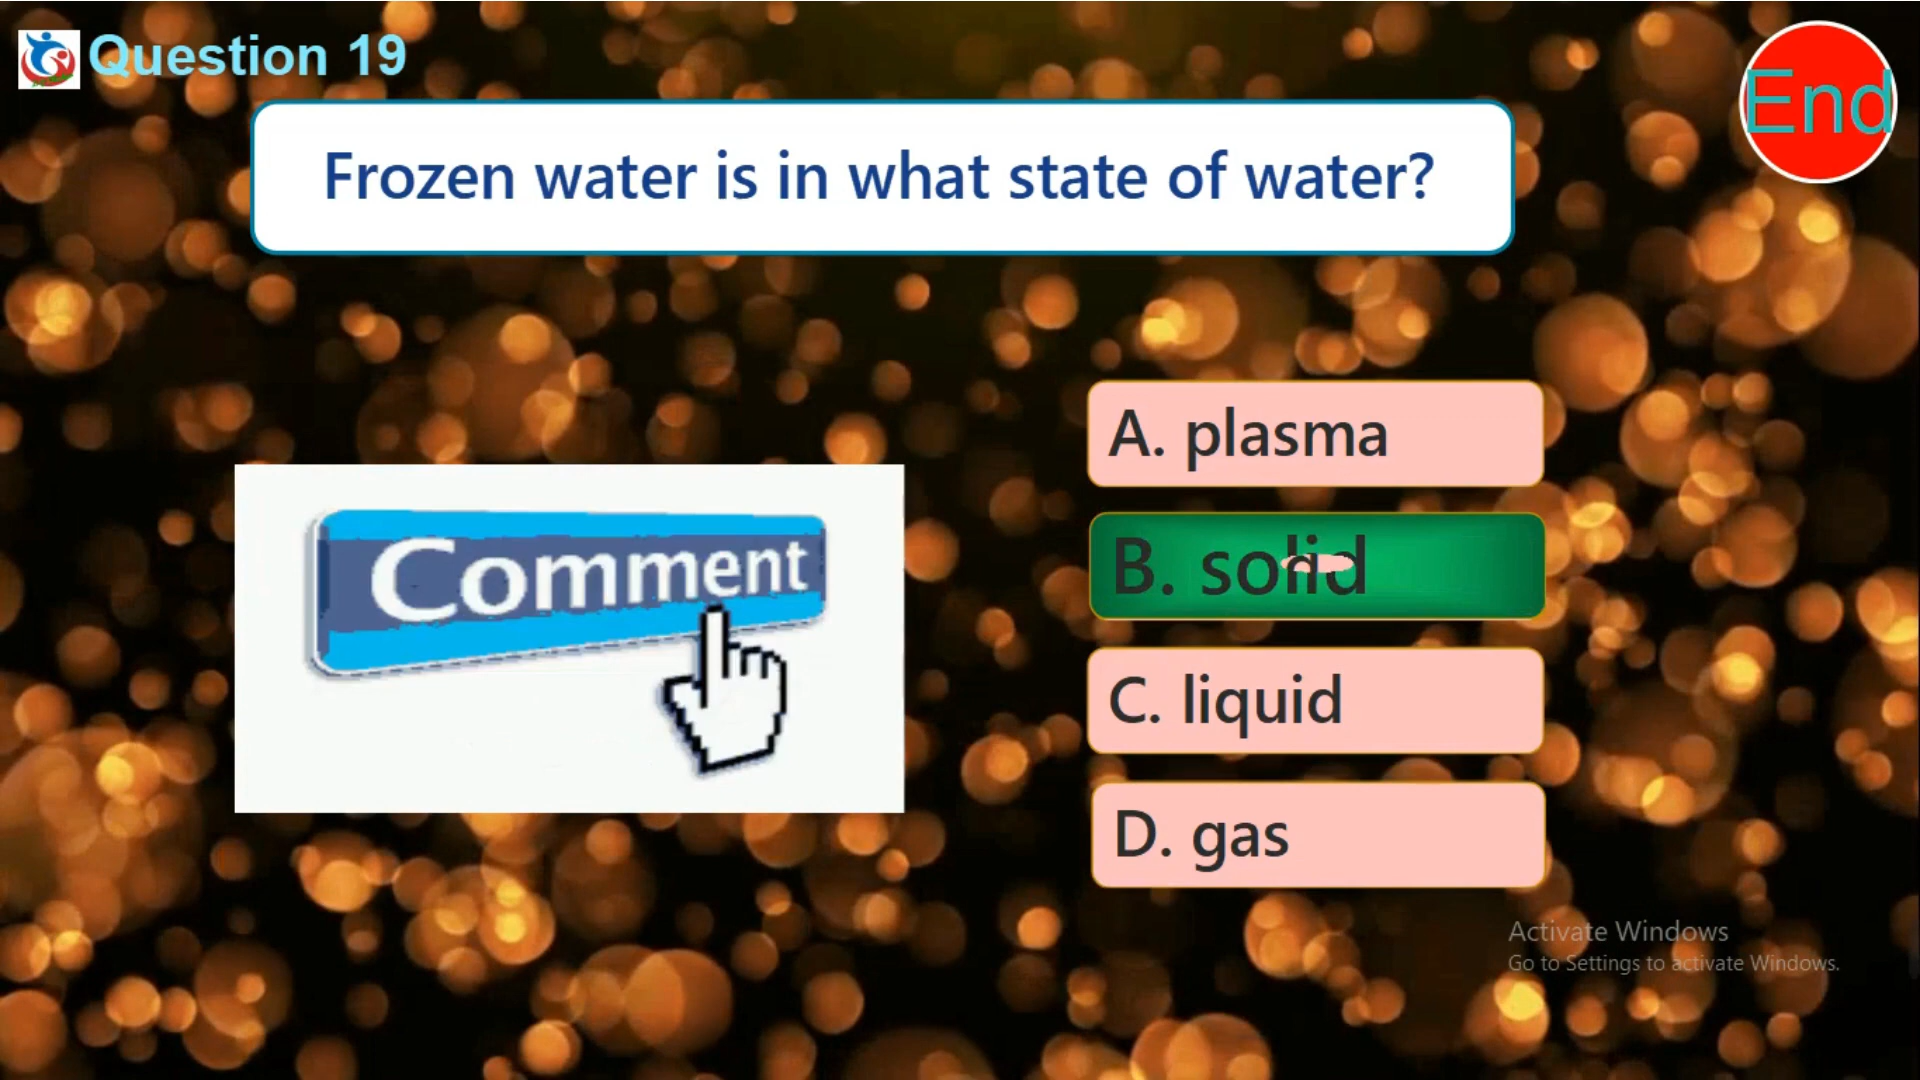 Question 19
End
Frozen water is in what state of water?
Comment
A. plasma
B. solid
C. liquid
D. gas
Activate Windows
Go to Settings to activate Windows.